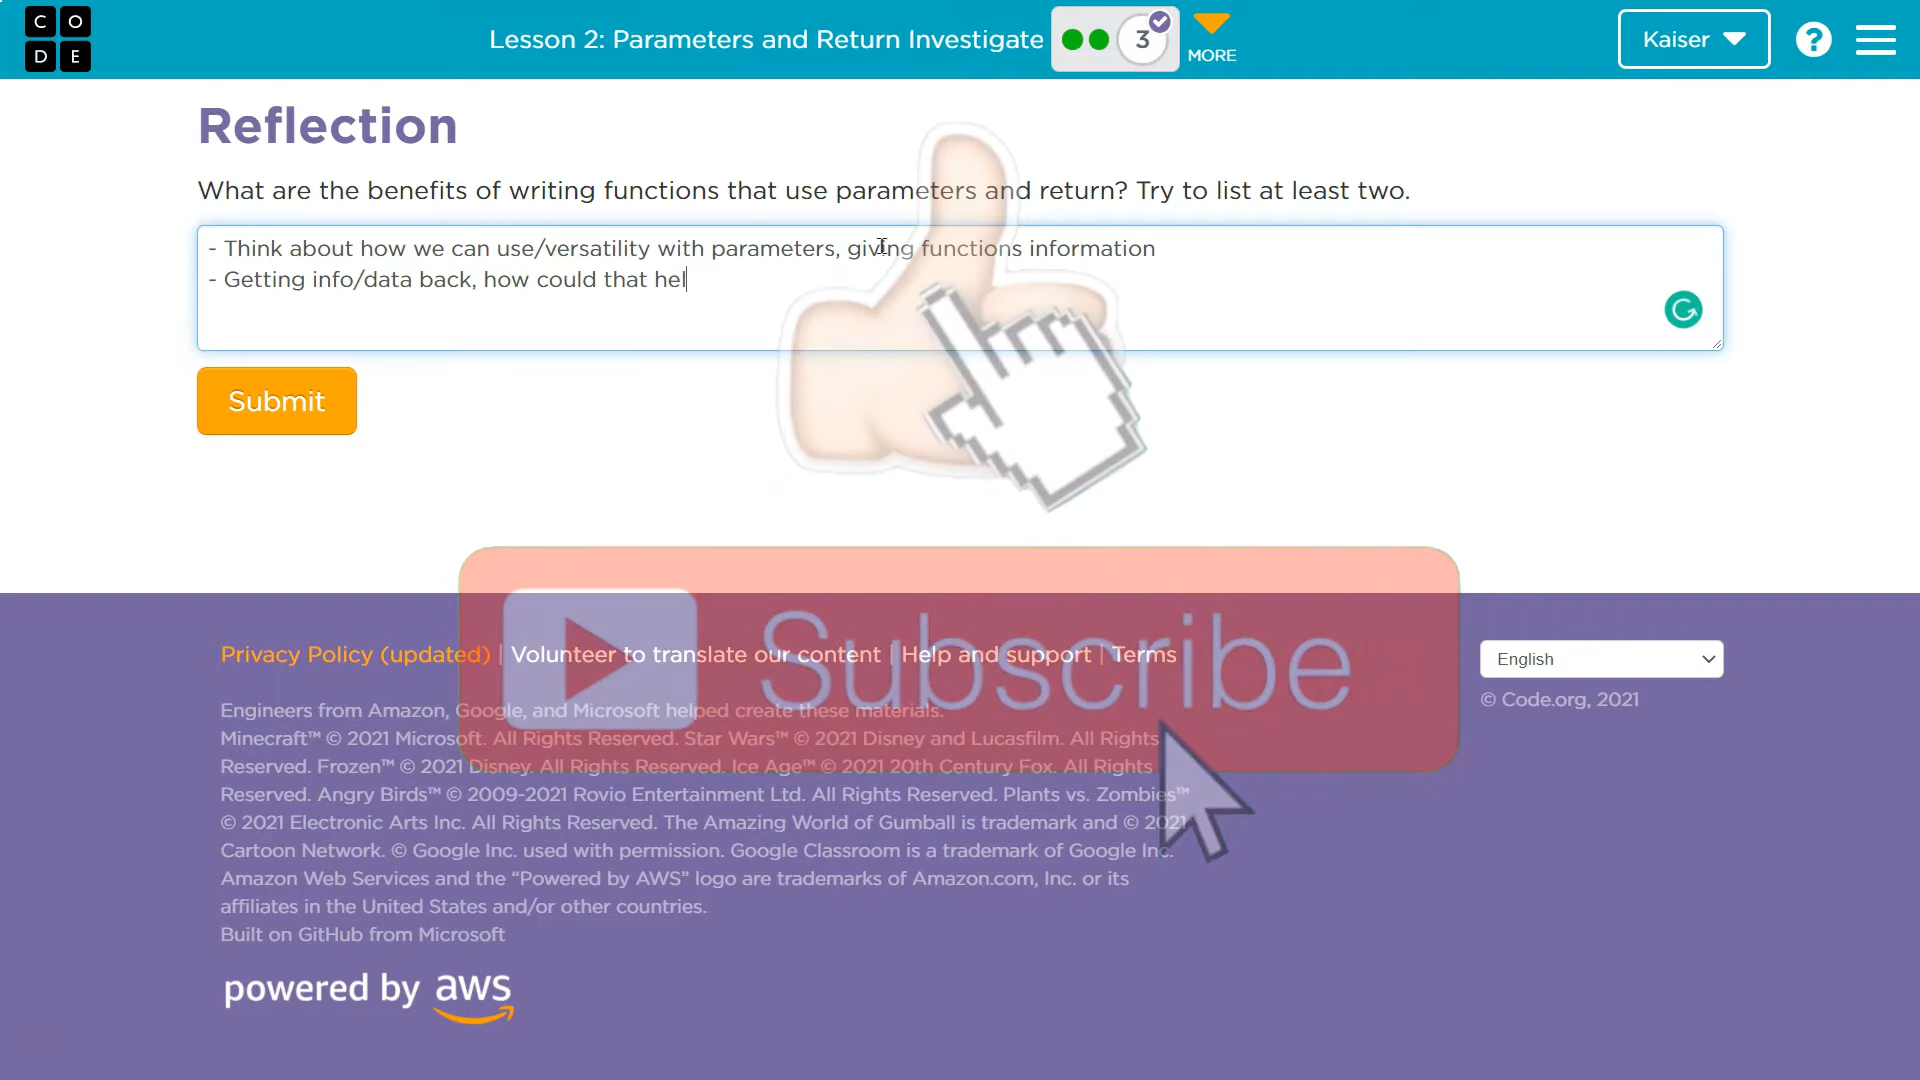 CODE
Lesson 2: Parameters and Return Investigate
3
MORE
Kaiser
?
Reflection
What are the benefits of writing functions that use parameters and return? Try to list at least two.
- Think about how we can use/versatility with parameters, giving functions information
- Getting info/data back, how could that hel
Submit
Subscribe
Privacy Policy (updated) | Volunteer to translate our content | Help and support | Terms
English
© Code.org, 2021
Engineers from Amazon, Google, and Microsoft helped create these materials.
Minecraft™ © 2021 Microsoft. All Rights Reserved. Star Wars™ © 2021 Disney and Lucasfilm. All Rights
Reserved. Frozen™ © 2021 Disney. All Rights Reserved. Ice Age™ © 2021 20th Century Fox. All Rights
Reserved. Angry Birds™ © 2009-2021 Rovio Entertainment Ltd. All Rights Reserved. Plants vs. Zombies™
© 2021 Electronic Arts Inc. All Rights Reserved. The Amazing World of Gumball is trademark and © 2021
Cartoon Network. © Google Inc. used with permission. Google Classroom is a trademark of Google Inc.
Amazon Web Services and the “Powered by AWS” logo are trademarks of Amazon.com, Inc. or its
affiliates in the United States and/or other countries.
Built on GitHub from Microsoft
powered by aws